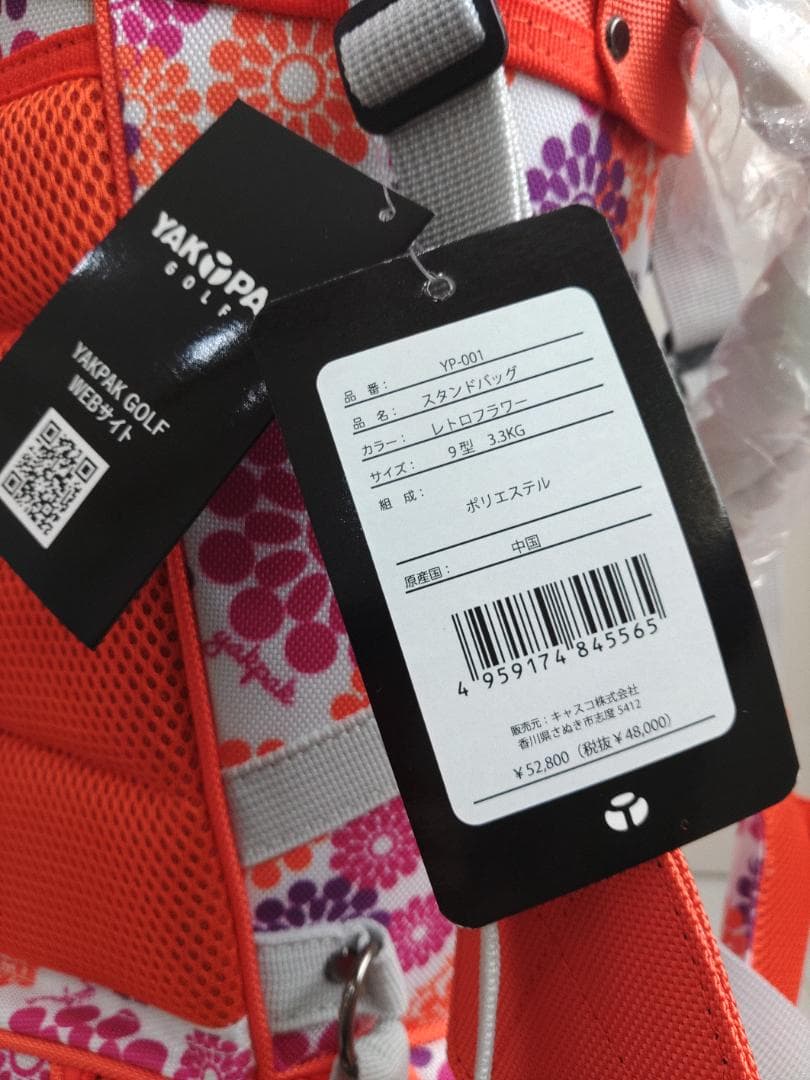 YAKPA
GOLF
YAKPAK GOLF
WEBサイト
品 番： YP-001
品 名： スタンドバッグ
カラー： レトロフラワー
サイズ： 9型 3.3KG
組 成： ポリエステル
原産国： 中国
4 959174 845565
販売元：キャスコ株式会社
香川県さぬき市志度 5412
￥52,800（税抜￥48,000）
yakpak